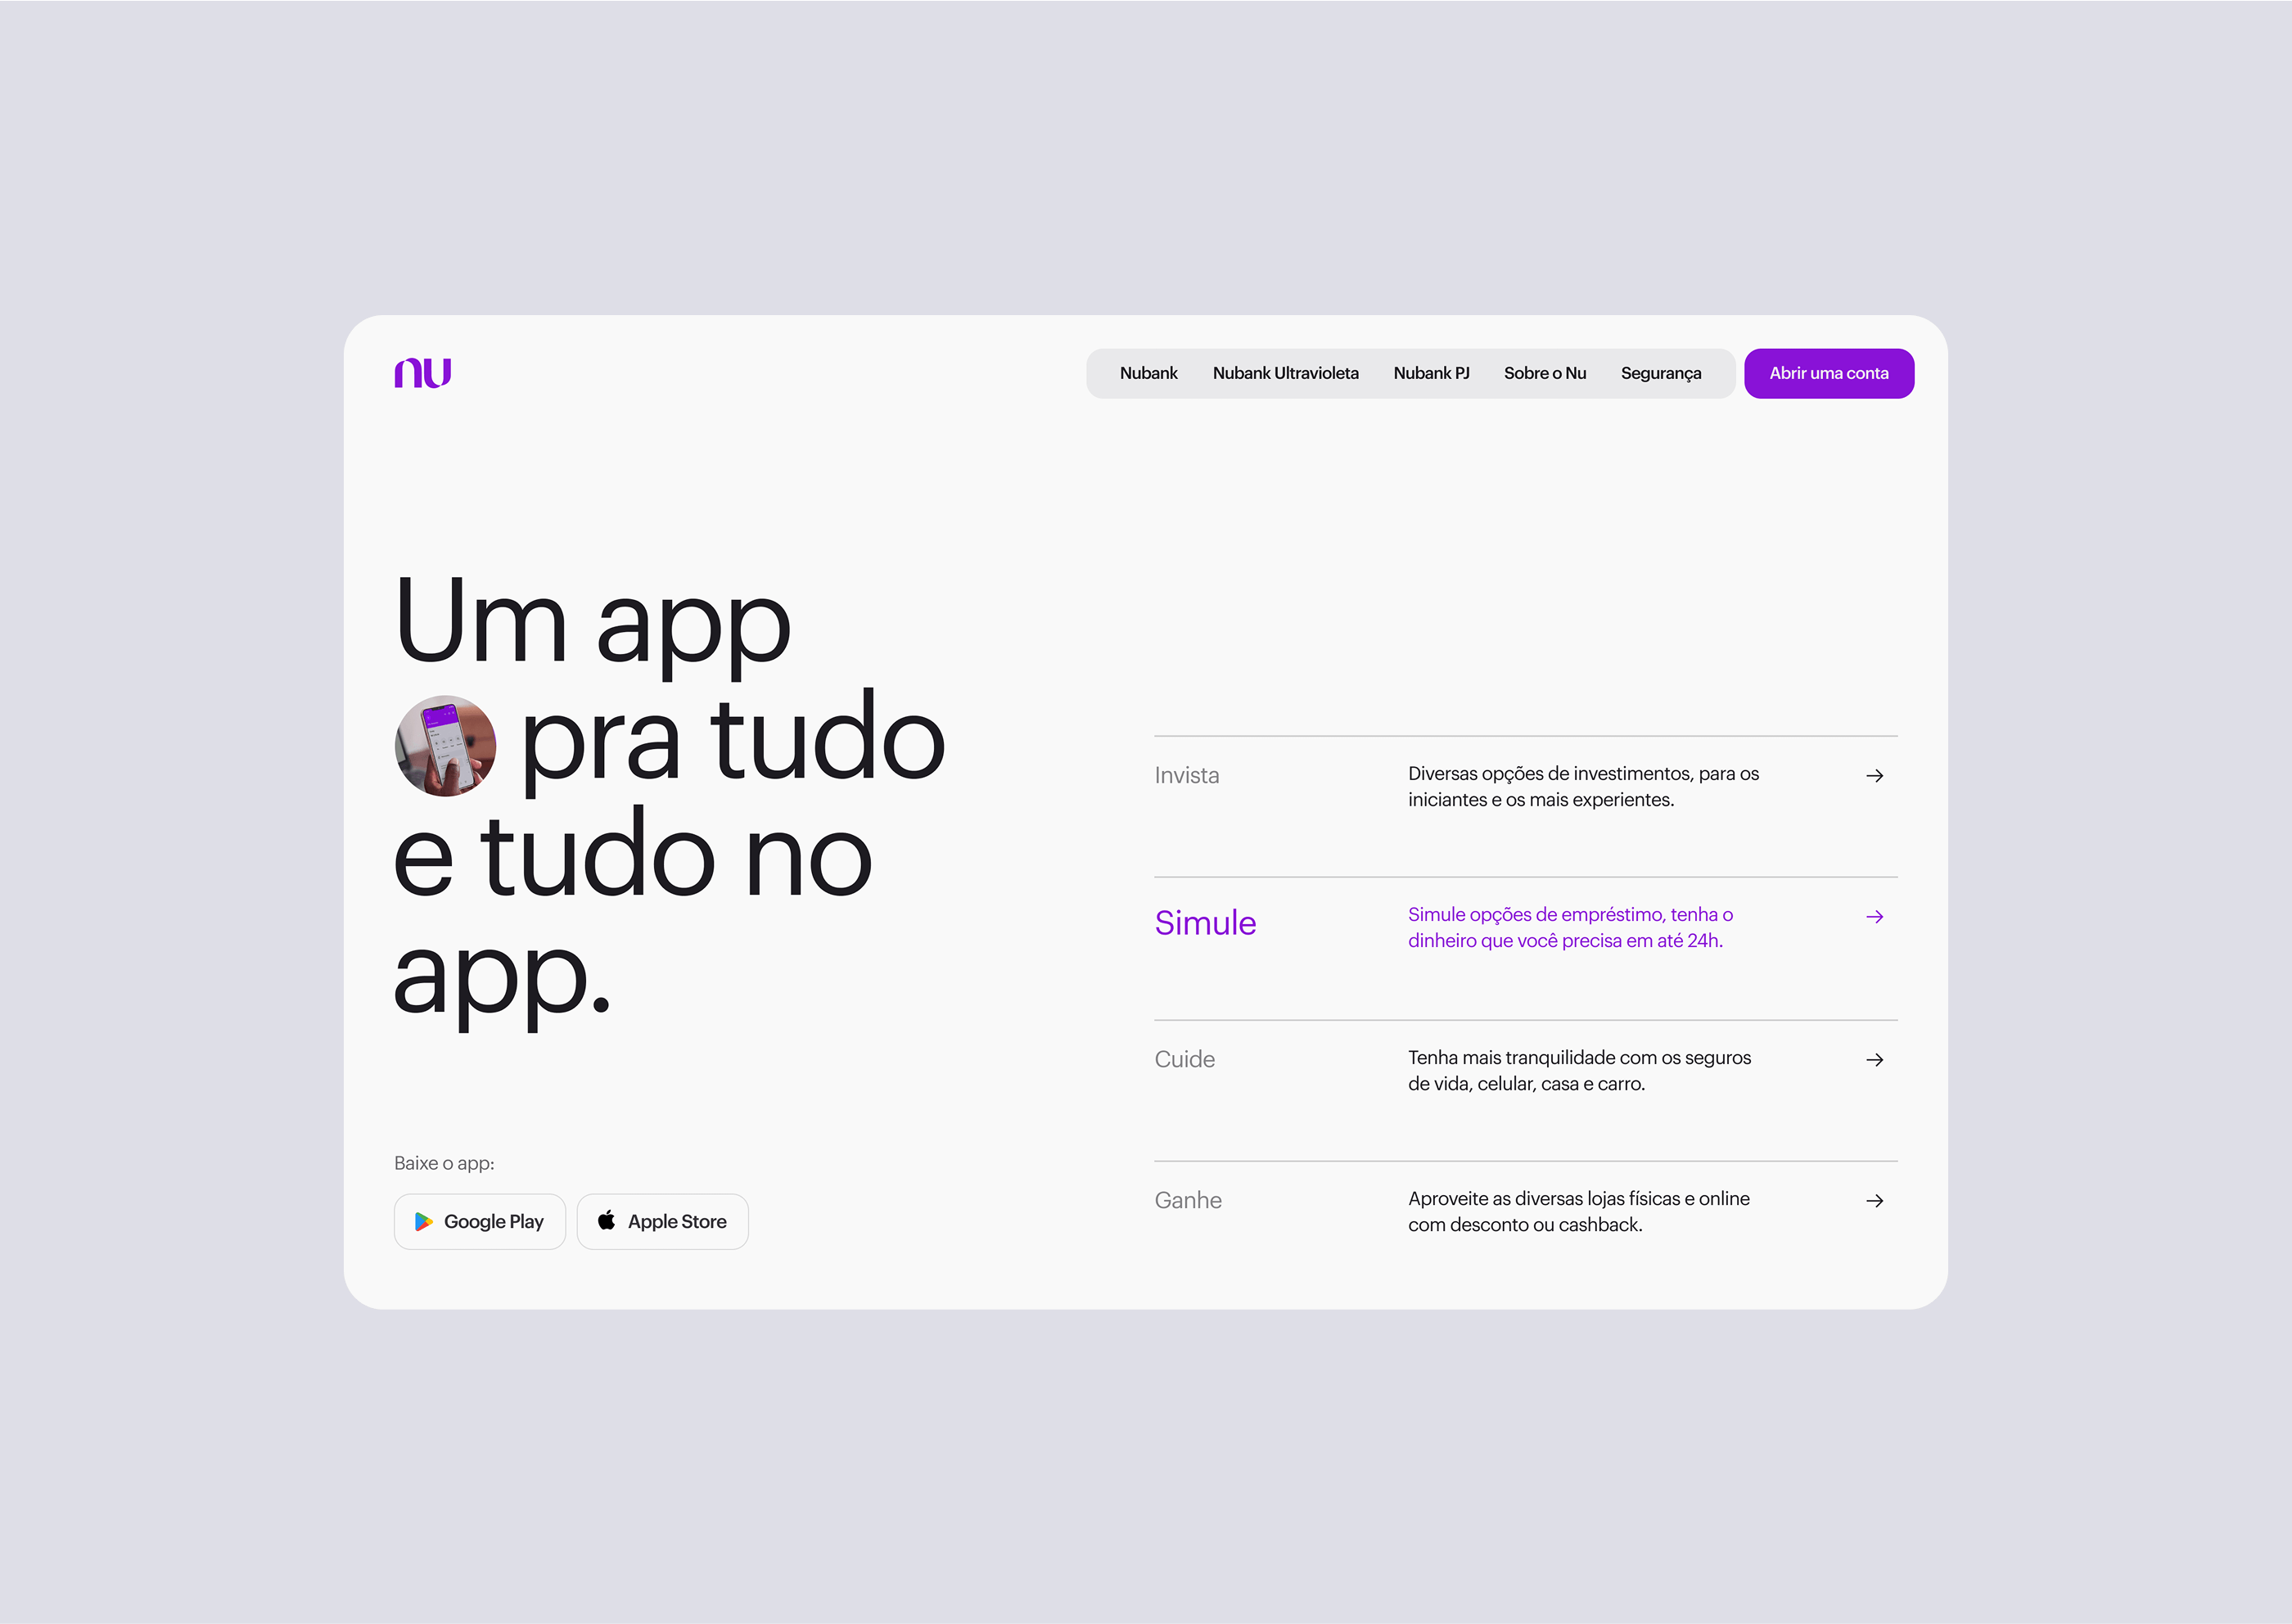 nu
Nubank Nubank Ultravioleta Nubank PJ Sobre o Nu Segurança Abrir uma conta
Um app
pra tudo
e tudo no
app.
Baixe o app:
Google Play Apple Store
Invista
Diversas opções de investimentos, para os
iniciantes e os mais experientes.
Simule
Simule opções de empréstimo, tenha o
dinheiro que você precisa em até 24h.
Cuide
Tenha mais tranquilidade com os seguros
de vida, celular, casa e carro.
Ganhe
Aproveite as diversas lojas físicas e online
com desconto ou cashback.